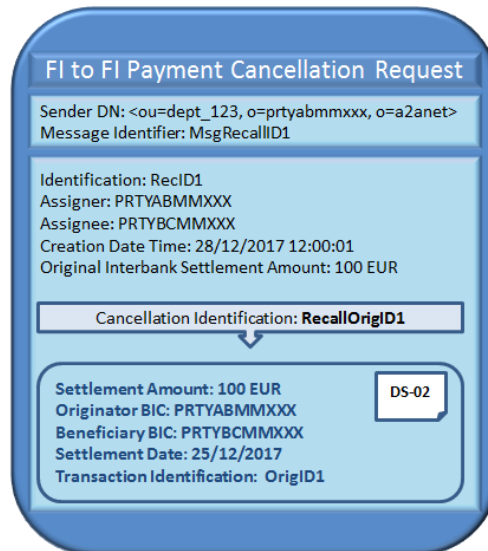 FI to FI Payment Cancellation Request
Sender DN: <ou=dept_123, o=prtyabmmxxx, o=a2anet>
Message Identifier: MsgRecallID1
Identification: RecID1
Assigner: PRTYABMMXXX
Assignee: PRTYBCMMXXX
Creation Date Time: 28/12/2017 12:00:01
Original Interbank Settlement Amount: 100 EUR
Cancellation Identification: RecallOrigID1
Settlement Amount: 100 EUR
DS-02
Originator BIC: PRTYABMMXXX
Beneficiary BIC: PRTYBCMMXXX
Settlement Date: 25/12/2017
Transaction Identification: OrigID1